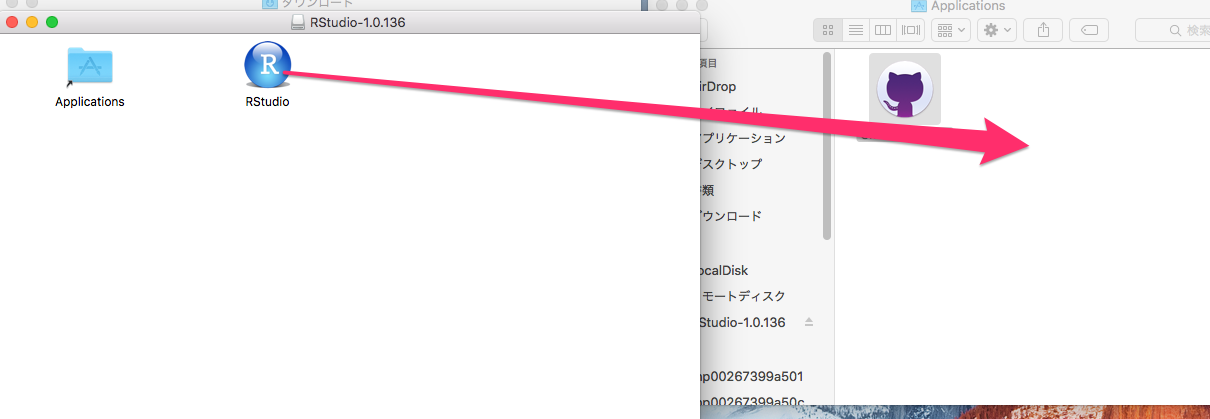 ダウンロード
RStudio-1.0.136
Applications
R
RStudio
Applications
検索
項目
irDrop
ファイル
プリケーション
スクトップ
類
ウンロード
ocalDisk
モートディスク
Studio-1.0.136
np00267399a501
np00267399a50c